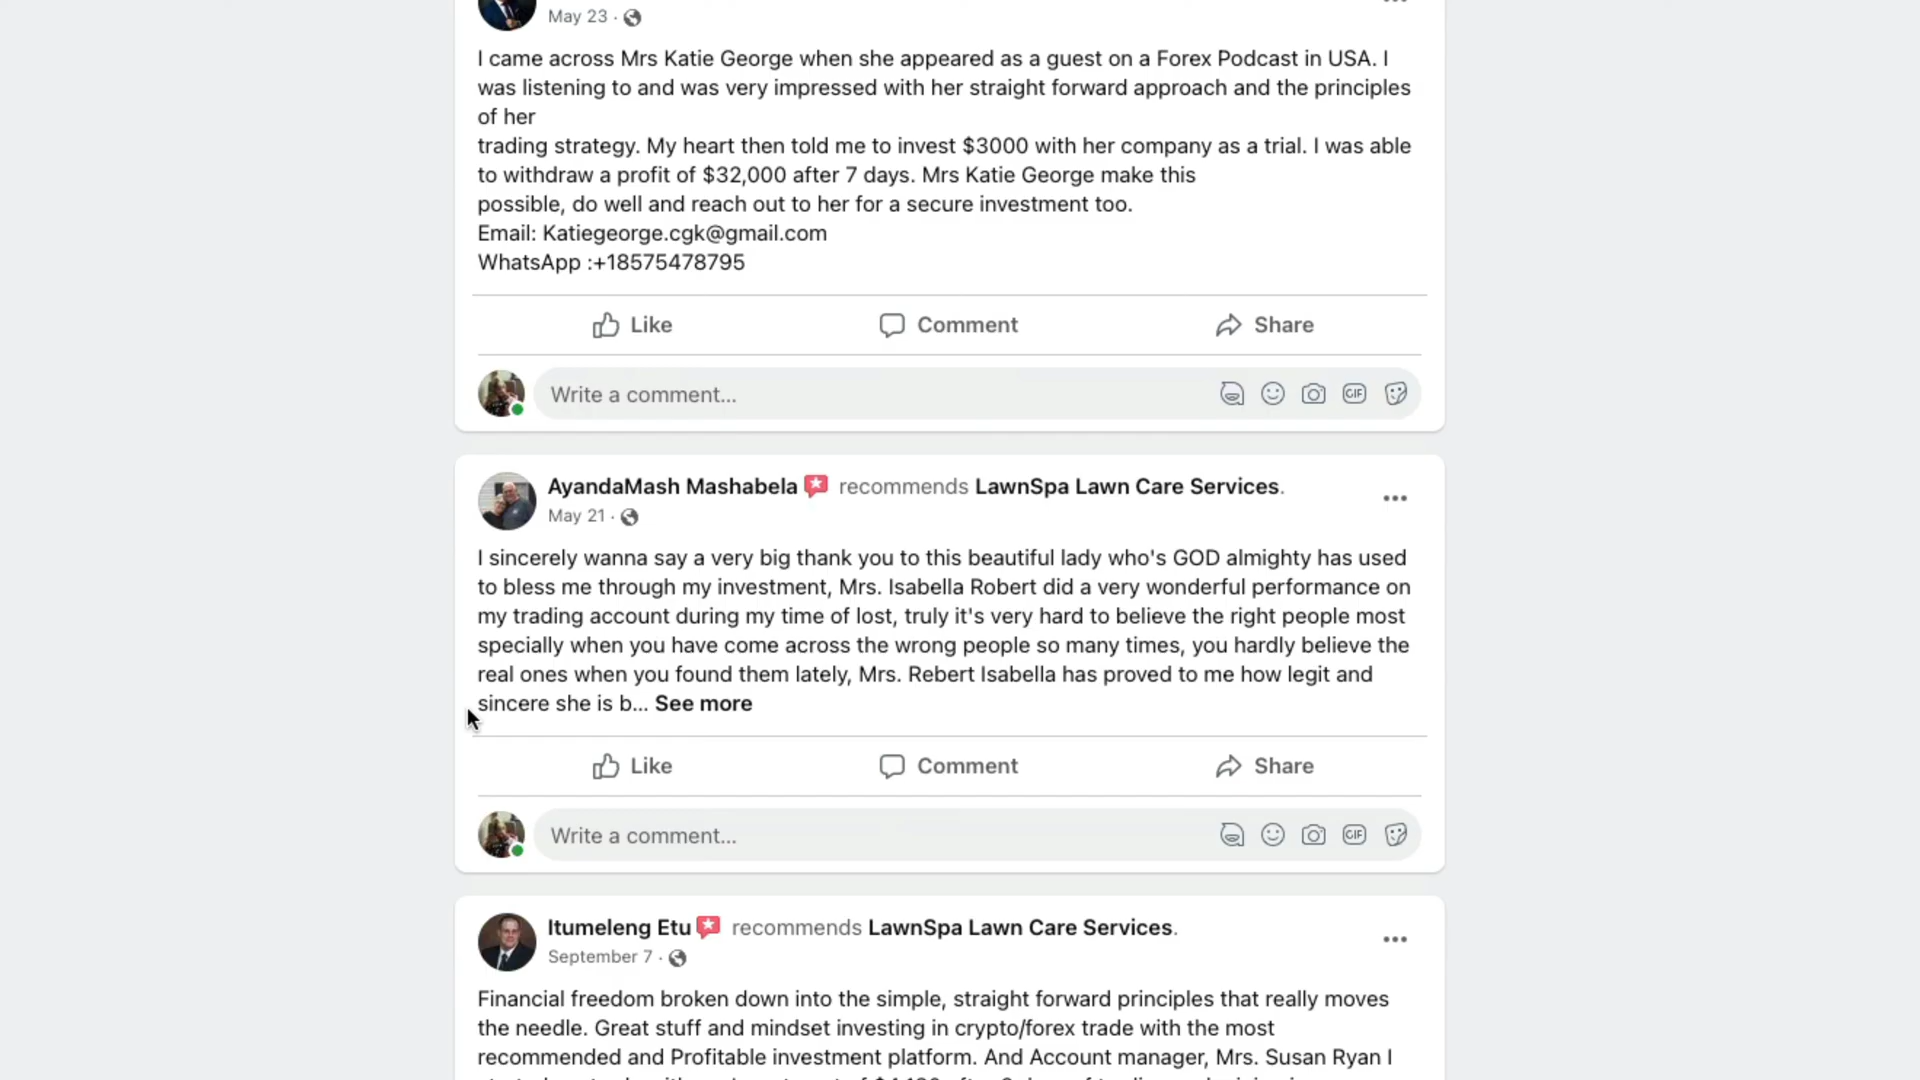 May 23 ·
I came across Mrs Katie George when she appeared as a guest on a Forex Podcast in USA. I
was listening to and was very impressed with her straight forward approach and the principles
of her
trading strategy. My heart then told me to invest $3000 with her company as a trial. I was able
to withdraw a profit of $32,000 after 7 days. Mrs Katie George make this
possible, do well and reach out to her for a secure investment too.
Email: Katiegeorge.cgk@gmail.com
WhatsApp :+18575478795
Like Comment Share
Write a comment...
GIF
AyandaMash Mashabela recommends LawnSpa Lawn Care Services.
May 21 ·
I sincerely wanna say a very big thank you to this beautiful lady who's GOD almighty has used
to bless me through my investment, Mrs. Isabella Robert did a very wonderful performance on
my trading account during my time of lost, truly it's very hard to believe the right people most
specially when you have come across the wrong people so many times, you hardly believe the
real ones when you found them lately, Mrs. Rebert Isabella has proved to me how legit and
sincere she is b... See more
Like Comment Share
Write a comment...
GIF
Itumeleng Etu recommends LawnSpa Lawn Care Services.
September 7 ·
Financial freedom broken down into the simple, straight forward principles that really moves
the needle. Great stuff and mindset investing in crypto/forex trade with the most
recommended and Profitable investment platform. And Account manager, Mrs. Susan Ryan I